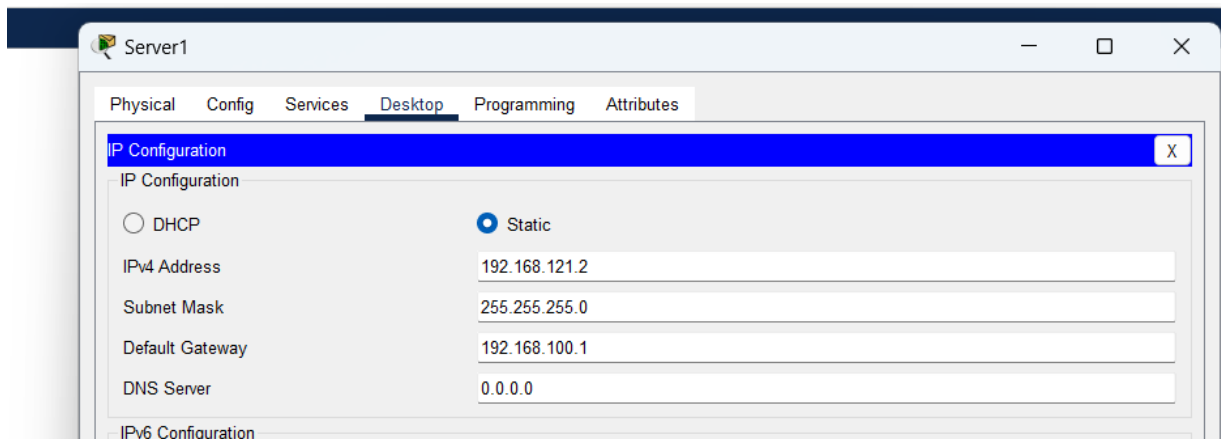 Server1
Physical Config Services Desktop Programming Attributes
IP Configuration X
IP Configuration
DHCP Static
IPv4 Address 192.168.121.2
Subnet Mask 255.255.255.0
Default Gateway 192.168.100.1
DNS Server 0.0.0.0
IPv6 Configuration